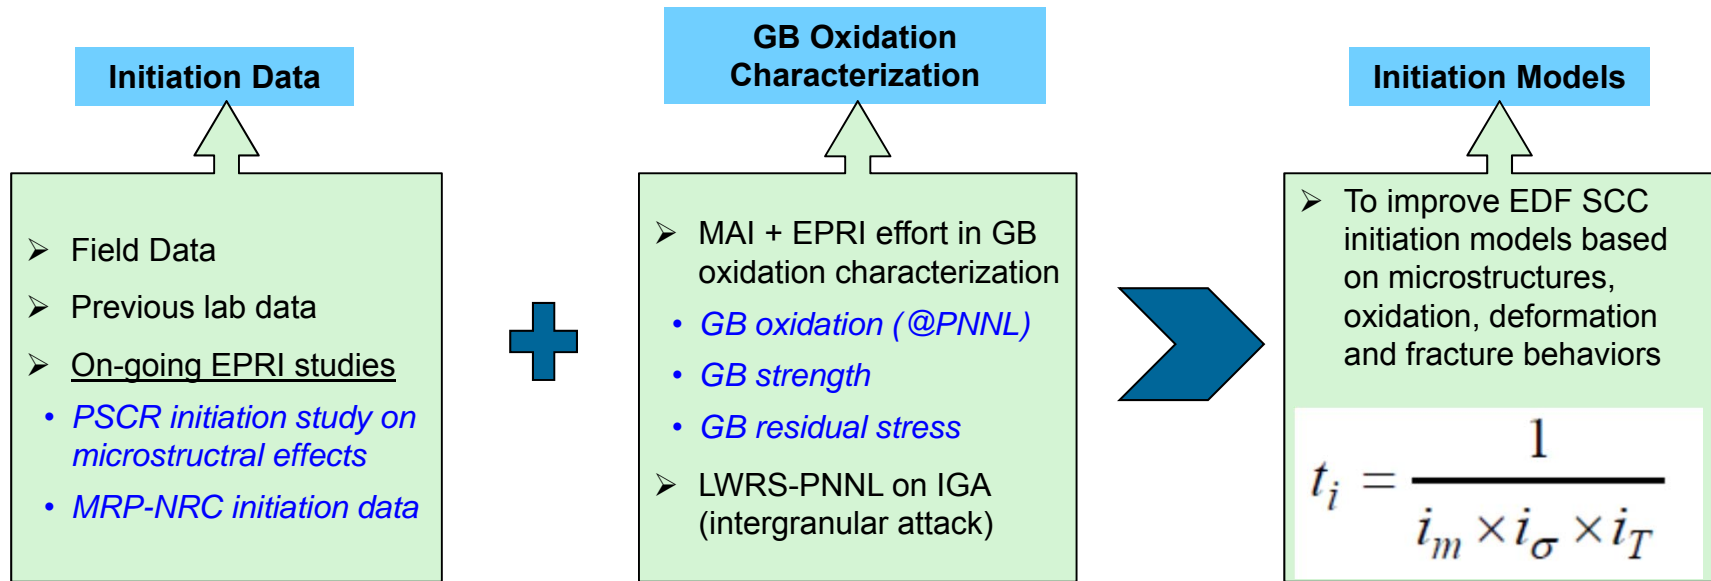 Initiation Data
➢ Field Data
➢ Previous lab data
➢ On-going EPRI studies
• PSCR initiation study on
microstructral effects
• MRP-NRC initiation data
GB Oxidation
Characterization
➢ MAI + EPRI effort in GB
oxidation characterization
• GB oxidation (@PNNL)
• GB strength
• GB residual stress
➢ LWRS-PNNL on IGA
(intergranular attack)
Initiation Models
➢ To improve EDF SCC
initiation models based
on microstructures,
oxidation, deformation
and fracture behaviors
t_i = 1 / (i_m × i_σ × i_T)